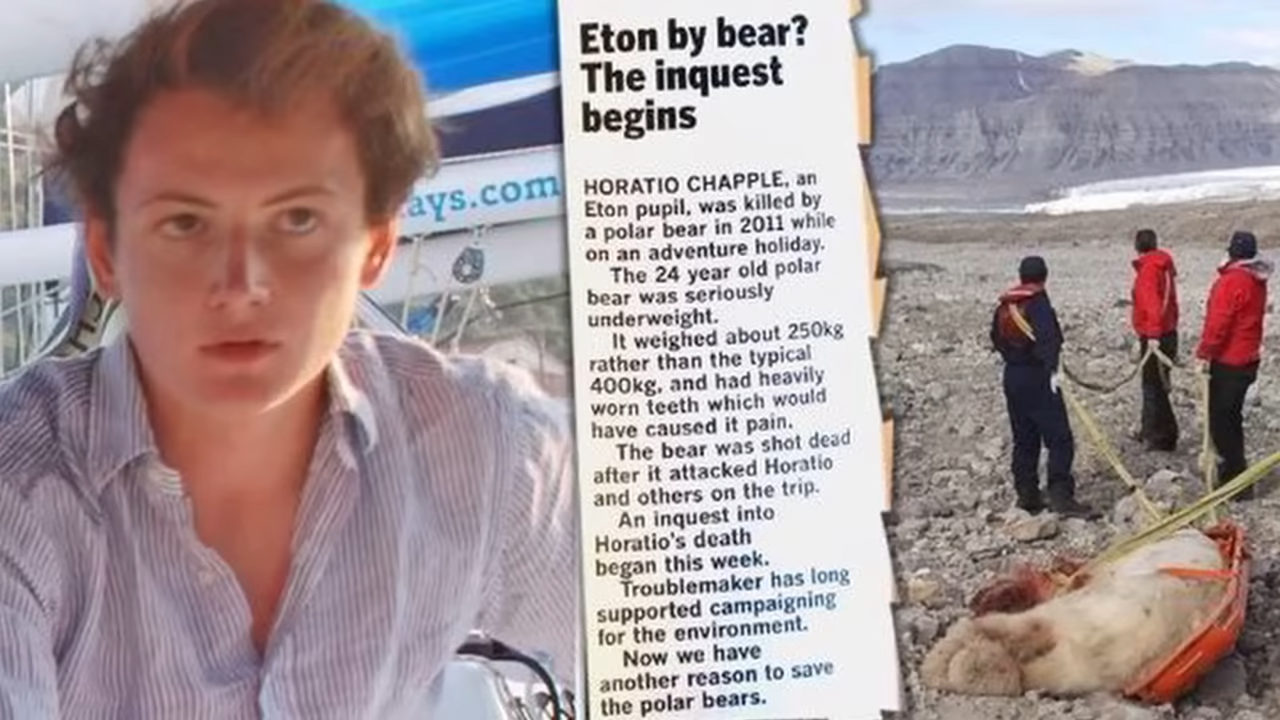 ays.com
Eton by bear?
The inquest
begins
HORATIO CHAPPLE, an
Eton pupil, was killed by
a polar bear in 2011 while
on an adventure holiday.
The 24 year old polar
bear was seriously
underweight.
It weighed about 250kg
rather than the typical
400kg, and had heavily
worn teeth which would
have caused it pain.
The bear was shot dead
after it attacked Horatio
and others on the trip.
An inquest into
Horatio's death
began this week.
Troublemaker has long
supported campaigning
for the environment.
Now we have
another reason to save
the polar bears.